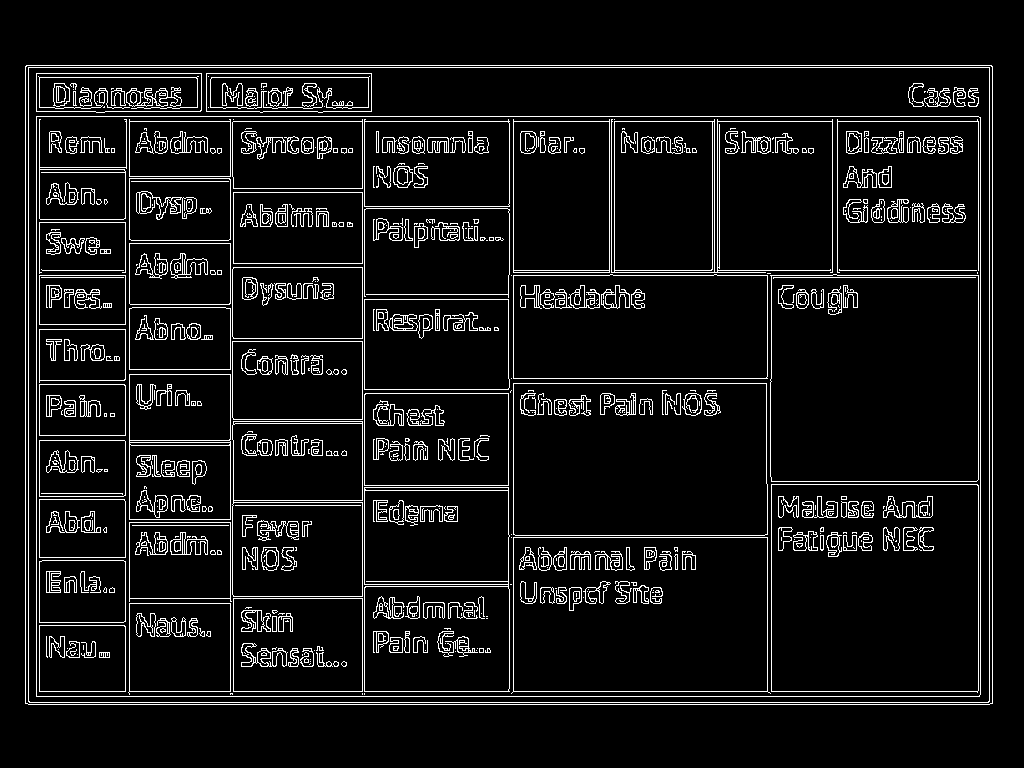 Diagnoses
Major Sy...
Cases
Rem..
Abn..
Swe..
Pres..
Thro..
Pain..
Abn..
Abd..
Enla..
Nau..
Abdm..
Dysp..
Abdm..
Abno..
Urin..
Sleep
Apne..
Abdm..
Naus..
Syncop...
Abdmn...
Dysuria
Contra...
Contra...
Fever
NOS
Skin
Sensat...
Insomnia
NOS
Palpitati...
Respirat...
Chest
Pain NEC
Edema
Abdmnal
Pain Ge...
Diar..
Nons..
Short...
Dizziness
And
Giddiness
Headache
Chest Pain NOS
Abdmnal Pain
Unspcf Site
Cough
Malaise And
Fatigue NEC